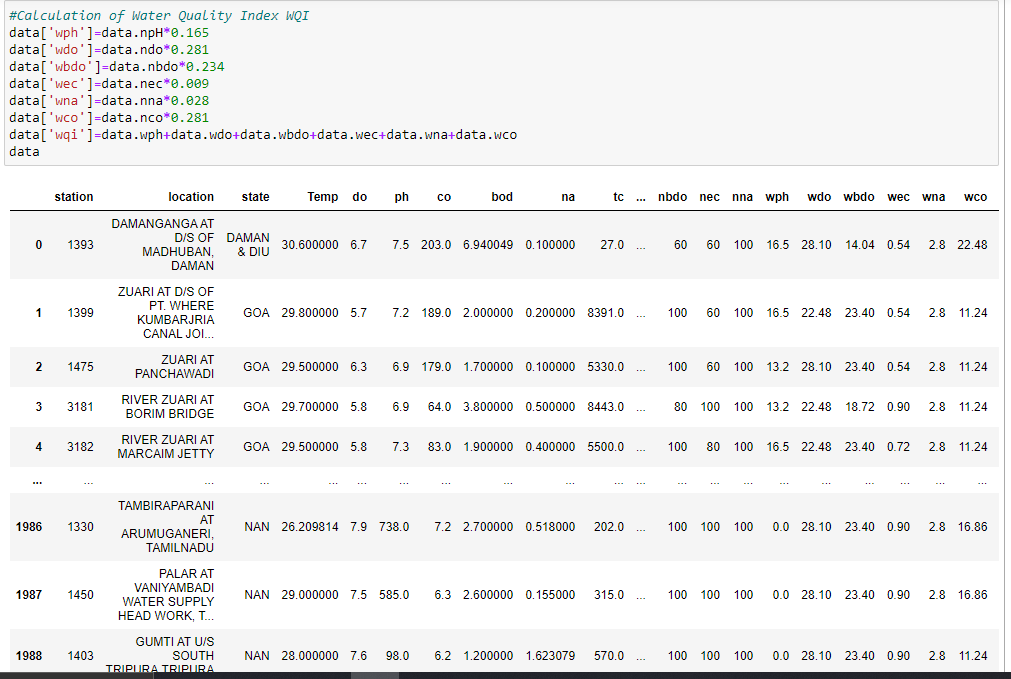 #Calculation of Water Quality Index WQI
data['wph']=data.npH*0.165
data['wdo']=data.ndo*0.281
data['wbdo']=data.nbdo*0.234
data['wec']=data.nec*0.009
data['wna']=data.nna*0.028
data['wco']=data.nco*0.281
data['wqi']=data.wph+data.wdo+data.wbdo+data.wec+data.wna+data.wco
data
station location state Temp do ph co bod na tc ... nbdo nec nna wph wdo wbdo wec wna wco
DAMANGANGA AT
D/S OF
0 1393 MADHUBAN, DAMAN & DIU 30.600000 6.7 7.5 203.0 6.940049 0.100000 27.0 ... 60 60 100 16.5 28.10 14.04 0.54 2.8 22.48
DAMAN
ZUARI AT D/S OF
PT. WHERE
1 1399 KUMBARJRIA GOA 29.800000 5.7 7.2 189.0 2.000000 0.200000 8391.0 ... 100 60 100 16.5 22.48 23.40 0.54 2.8 11.24
CANAL JOI...
ZUARI AT
2 1475 PANCHAWADI GOA 29.500000 6.3 6.9 179.0 1.700000 0.100000 5330.0 ... 100 60 100 13.2 28.10 23.40 0.54 2.8 11.24
RIVER ZUARI AT
3 3181 BORIM BRIDGE GOA 29.700000 5.8 6.9 64.0 3.800000 0.500000 8443.0 ... 80 100 100 13.2 22.48 18.72 0.90 2.8 11.24
RIVER ZUARI AT
4 3182 MARCAIM JETTY GOA 29.500000 5.8 7.3 83.0 1.900000 0.400000 5500.0 ... 100 80 100 16.5 22.48 23.40 0.72 2.8 11.24
... ... ... ... ... ... ... ... ... ... ... ... ... ... ... ... ... ... ... ...
TAMBIRAPARANI
AT
1986 1330 ARUMUGANERI, NAN 26.209814 7.9 738.0 7.2 2.700000 0.518000 202.0 ... 100 100 100 0.0 28.10 23.40 0.90 2.8 16.86
TAMILNADU
PALAR AT
VANIYAMBADI
1987 1450 WATER SUPPLY NAN 29.000000 7.5 585.0 6.3 2.600000 0.155000 315.0 ... 100 100 100 0.0 28.10 23.40 0.90 2.8 16.86
HEAD WORK, T...
GUMTI AT U/S
1988 1403 SOUTH NAN 28.000000 7.6 98.0 6.2 1.200000 1.623079 570.0 ... 100 100 100 0.0 28.10 23.40 0.90 2.8 11.24
TRIPURA,TRIPURA